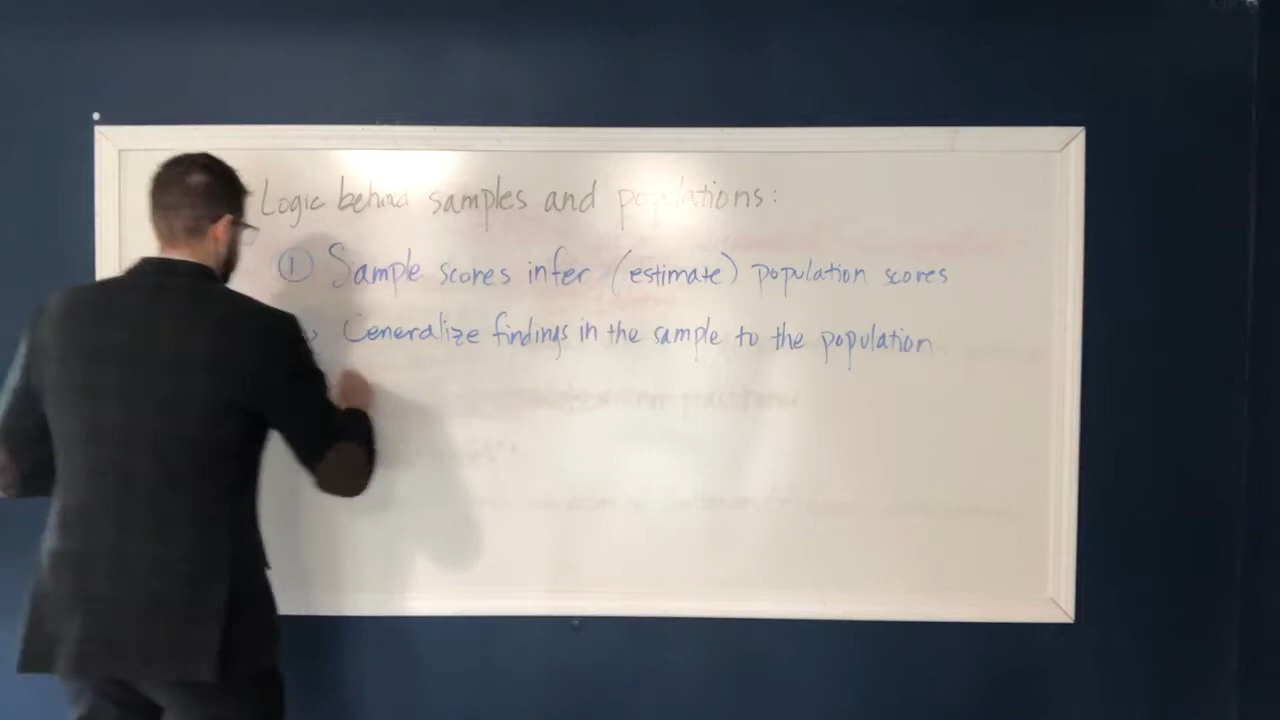 Logic behind samples and populations:
① Sample scores infer (estimate) population scores
Generalize findings in the sample to the population